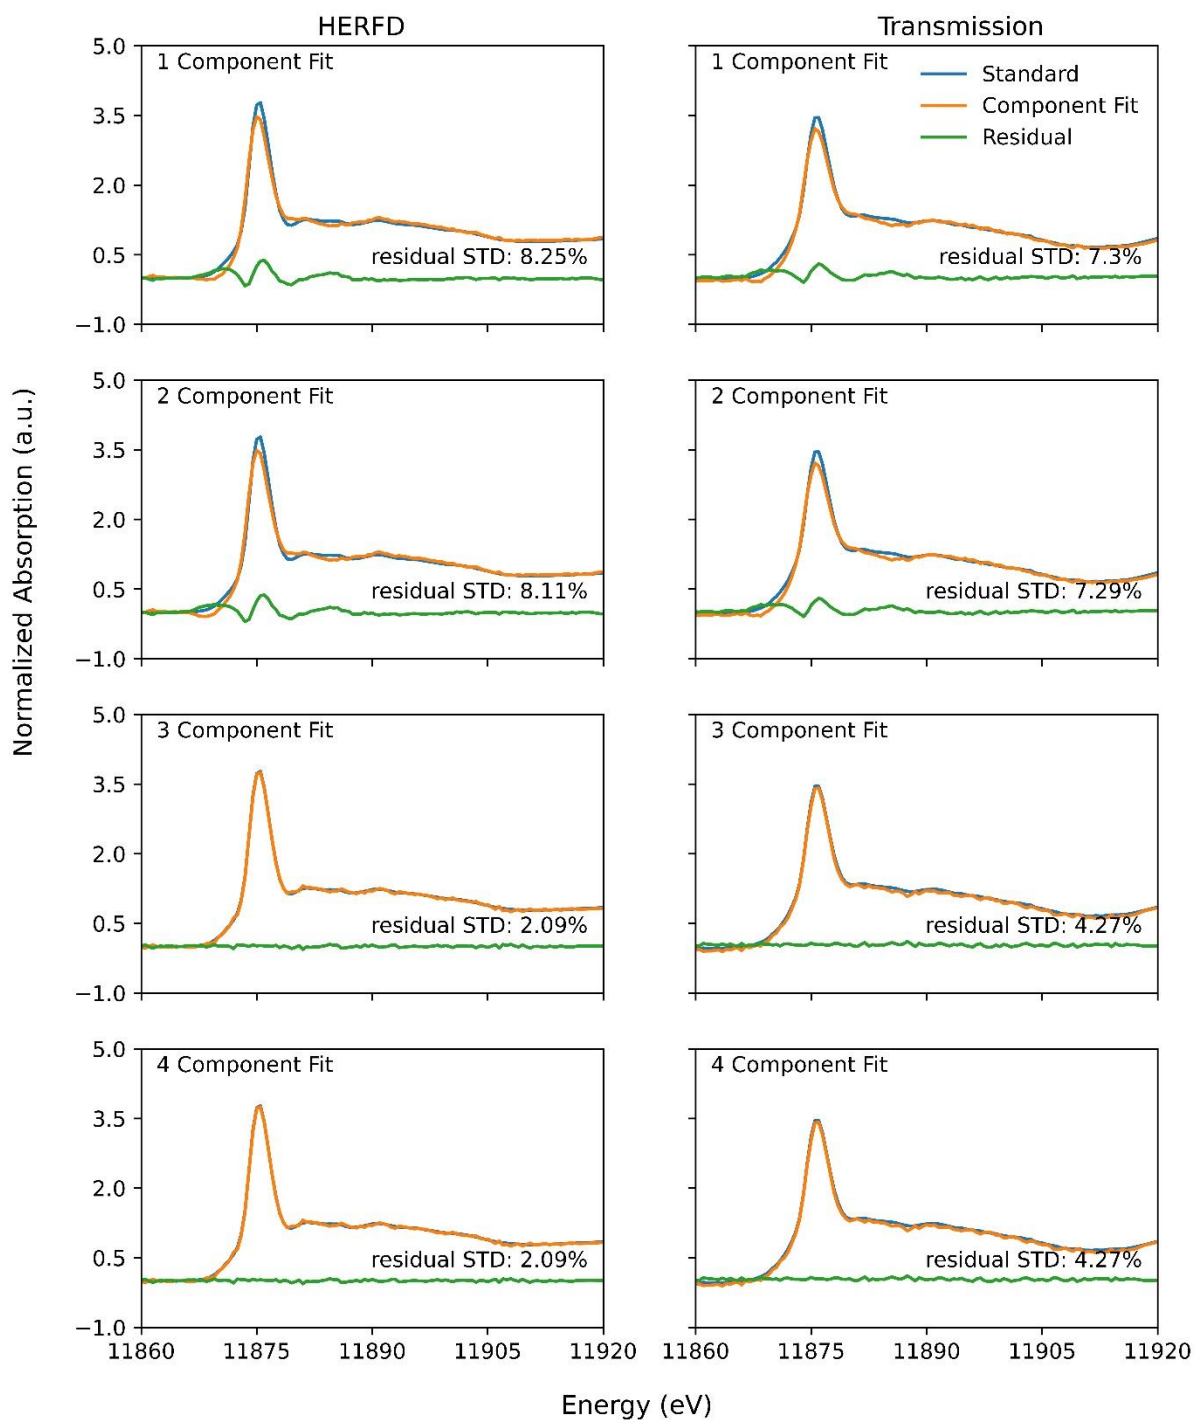 HERFD
Transmission
5.0
3.5
2.0
0.5
−1.0
1 Component Fit
residual STD: 8.25%
1 Component Fit
Standard
Component Fit
Residual
residual STD: 7.3%
5.0
3.5
2.0
0.5
−1.0
2 Component Fit
residual STD: 8.11%
2 Component Fit
residual STD: 7.29%
Normalized Absorption (a.u.)
5.0
3.5
2.0
0.5
−1.0
3 Component Fit
residual STD: 2.09%
3 Component Fit
residual STD: 4.27%
5.0
3.5
2.0
0.5
−1.0
4 Component Fit
residual STD: 2.09%
4 Component Fit
residual STD: 4.27%
11860 11875 11890 11905 11920
11860 11875 11890 11905 11920
Energy (eV)